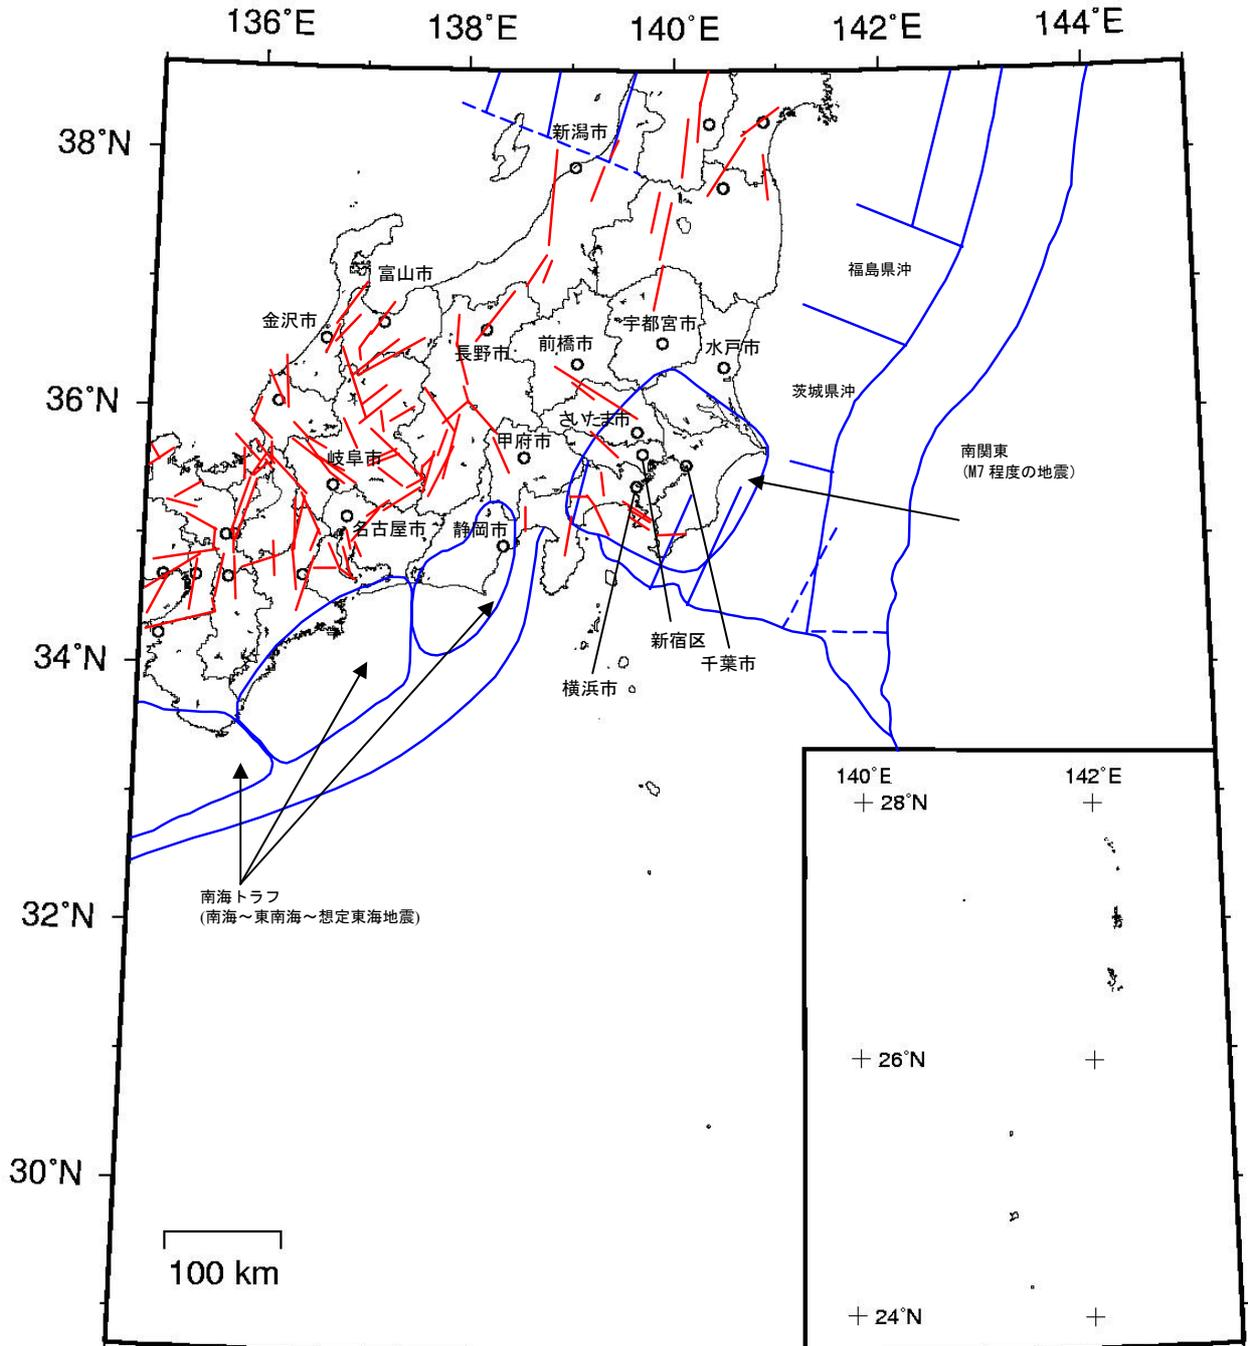 136°E 138°E 140°E 142°E 144°E
38°N
新潟市
福島県沖
富山市
金沢市
宇都宮市
前橋市
水戸市
長野市
36°N
茨城県沖
さいたま市
甲府市
南関東
(M7 程度の地震)
岐阜市
名古屋市
静岡市
新宿区
34°N
千葉市
横浜市
140°E 142°E
28°N
南海トラフ
(南海～東南海～想定東海地震)
32°N
26°N
30°N
100 km
24°N